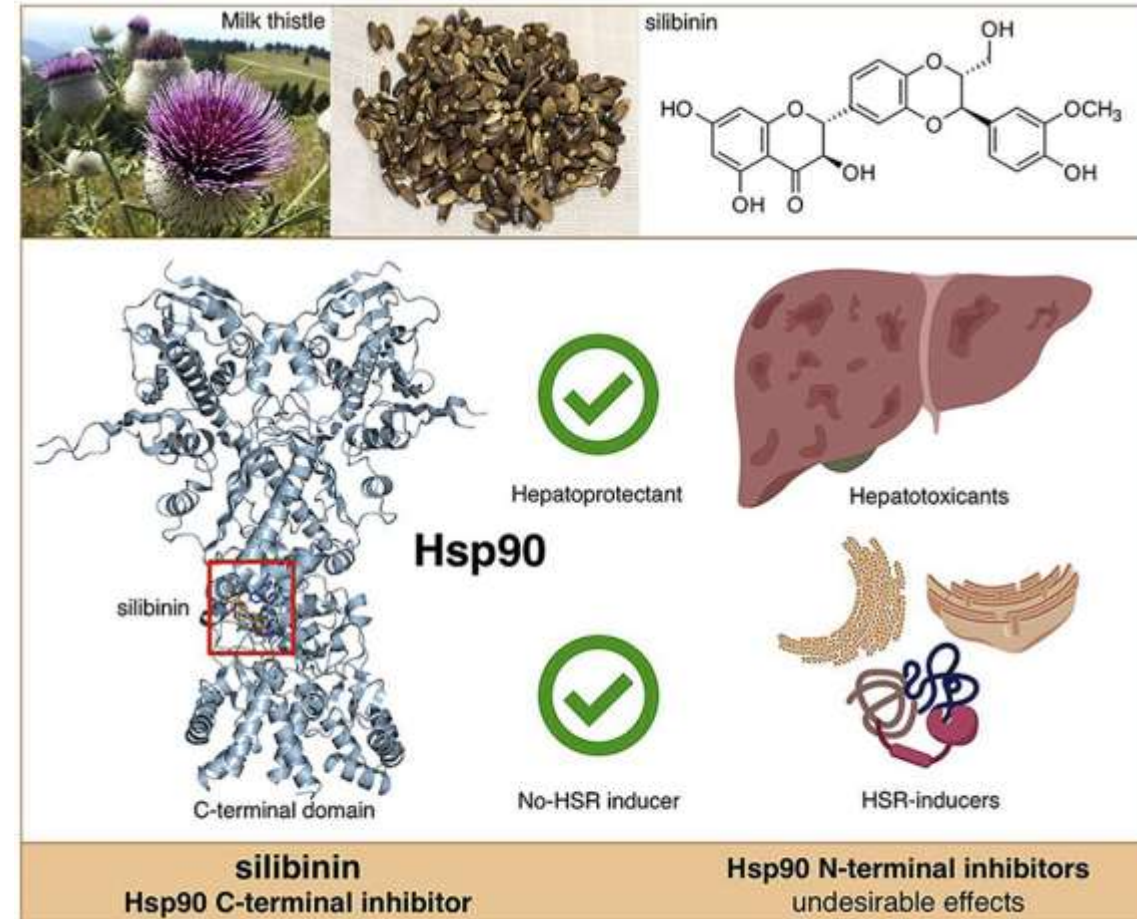 Milk thistle
silibinin
OH
HO
O
O
O
OCH3
OH
OH
OH
O
Hsp90
silibinin
C-terminal domain
Hepatoprotectant
No-HSR inducer
Hepatotoxicants
HSR-inducers
silibinin
Hsp90 C-terminal inhibitor
Hsp90 N-terminal inhibitors
undesirable effects